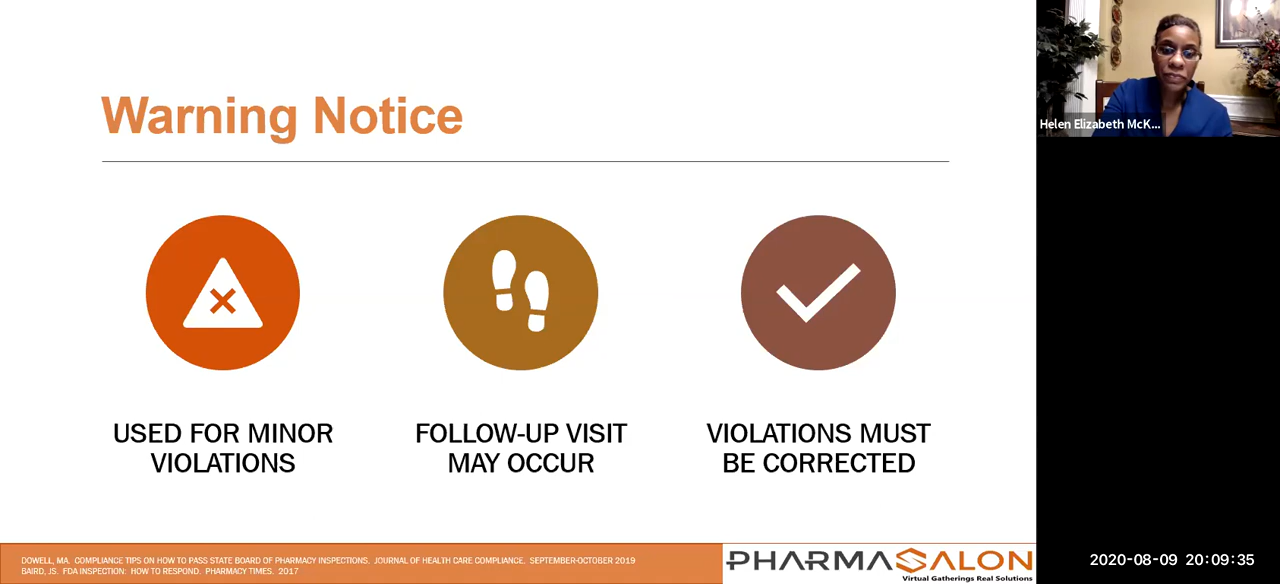 Warning Notice
USED FOR MINOR
VIOLATIONS
FOLLOW-UP VISIT
MAY OCCUR
VIOLATIONS MUST
BE CORRECTED
DOWELL, MA. COMPLIANCE TIPS ON HOW TO PASS STATE BOARD OF PHARMACY INSPECTIONS. JOURNAL OF HEALTH CARE COMPLIANCE. SEPTEMBER-OCTOBER 2019
BAIRD, JS. FDA INSPECTION: HOW TO RESPOND. PHARMACY TIMES. 2017
PHARMASALON
Virtual Gatherings Real Solutions
Helen Elizabeth McK...
2020-08-09 20:09:35